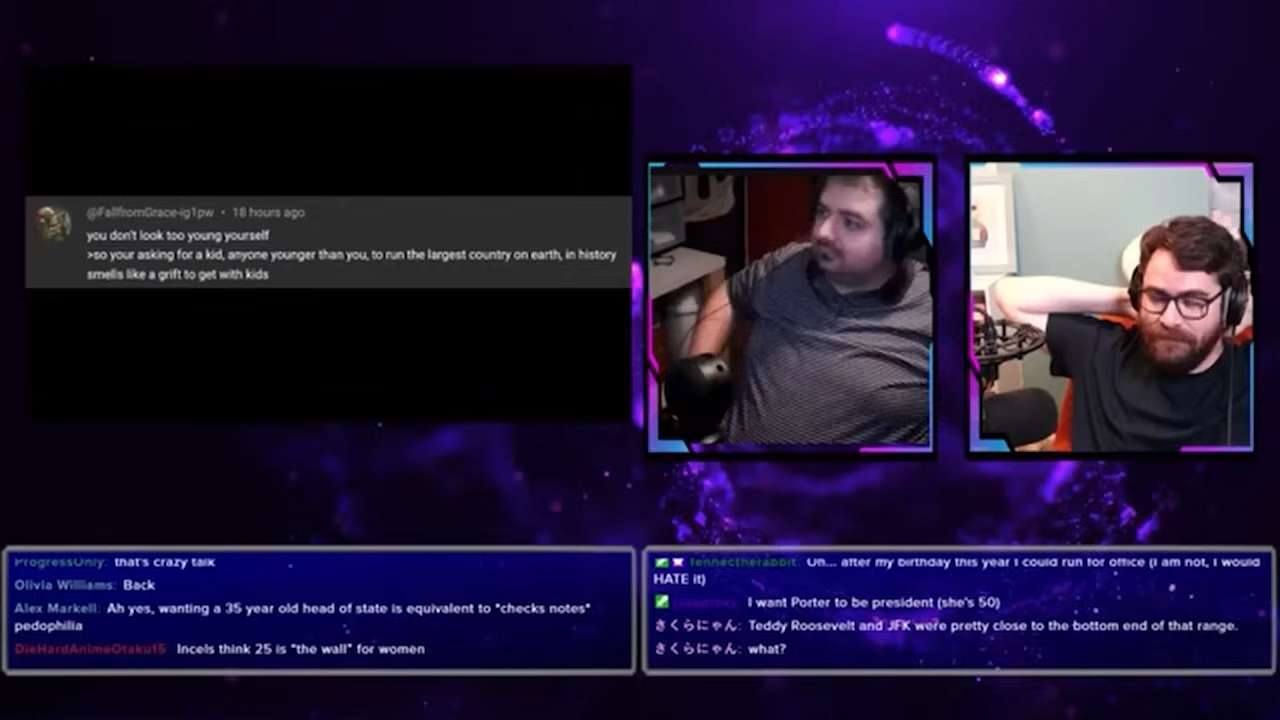 @FallfromGrace-ig1pw • 18 hours ago
you don't look too young yourself
>so your asking for a kid, anyone younger than you, to run the largest country on earth, in history
smells like a grift to get with kids
ProgressOnly: that's crazy talk
Olivia Williams: Back
Alex Markell: Ah yes, wanting a 35 year old head of state is equivalent to "checks notes"
pedophilia
DieHardAnimeOtaku15 Incels think 25 is "the wall" for women
fennectherabbit: Uh... after my birthday this year I could run for office (I am not, I would
HATE it)
I want Porter to be president (she's 50)
さくらにゃん: Teddy Roosevelt and JFK were pretty close to the bottom end of that range.
さくらにゃん: what?